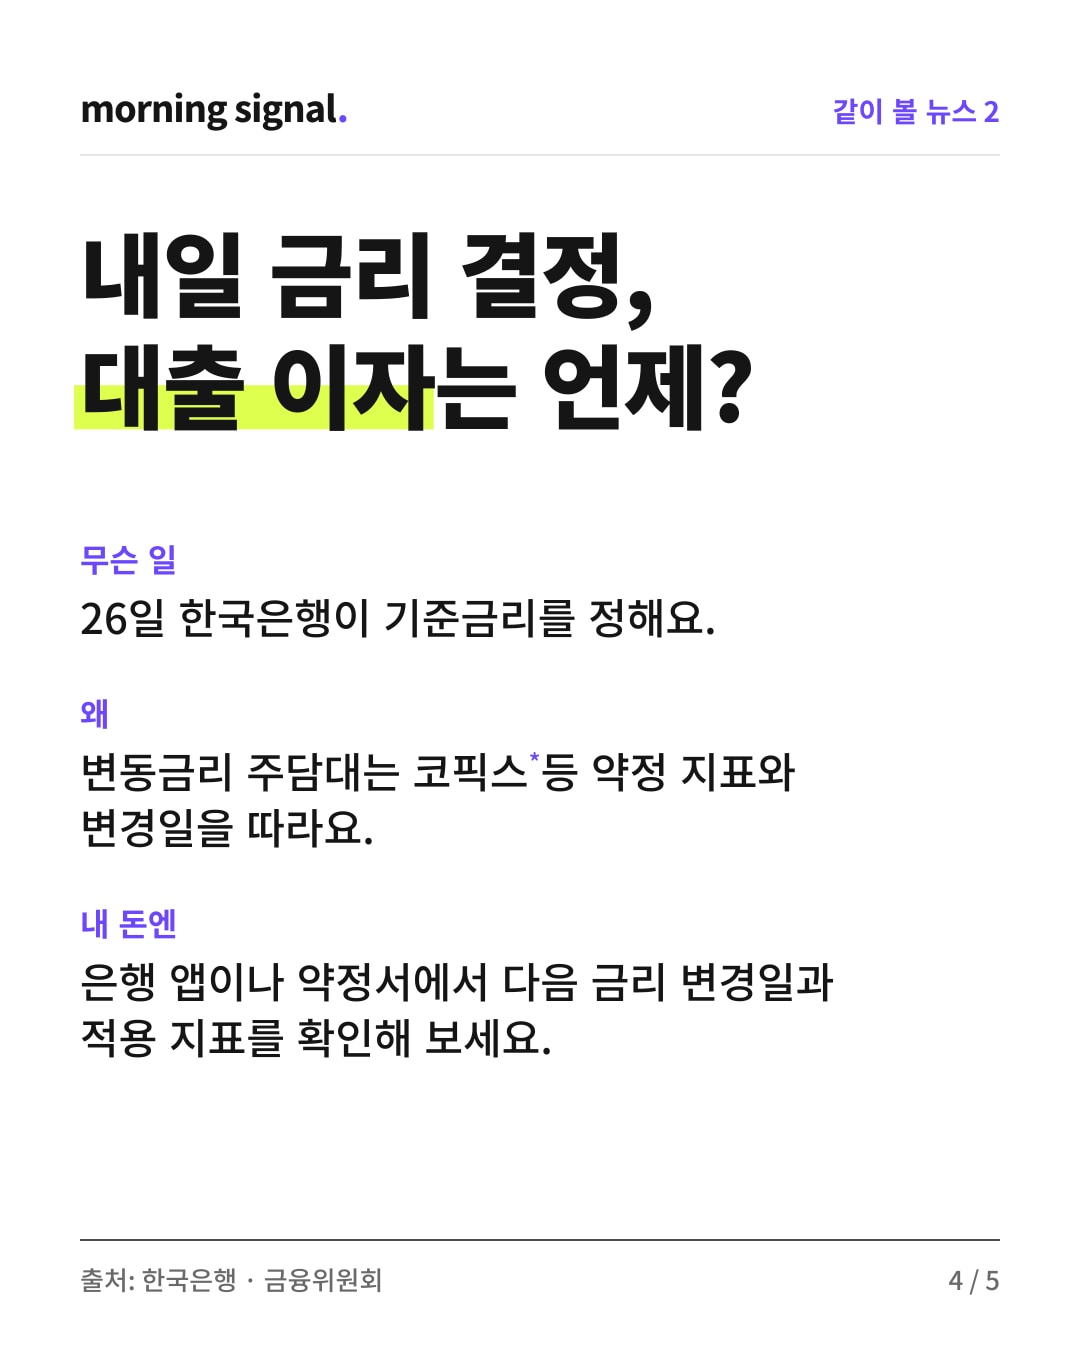 morning signal.
같이 볼 뉴스 2
내일 금리 결정,
대출 이자는 언제?
무슨 일
26일 한국은행이 기준금리를 정해요.
왜
변동금리 주담대는 코픽스*등 약정 지표와
변경일을 따라요.
내 돈엔
은행 앱이나 약정서에서 다음 금리 변경일과
적용 지표를 확인해 보세요.
출처: 한국은행 · 금융위원회
4 / 5